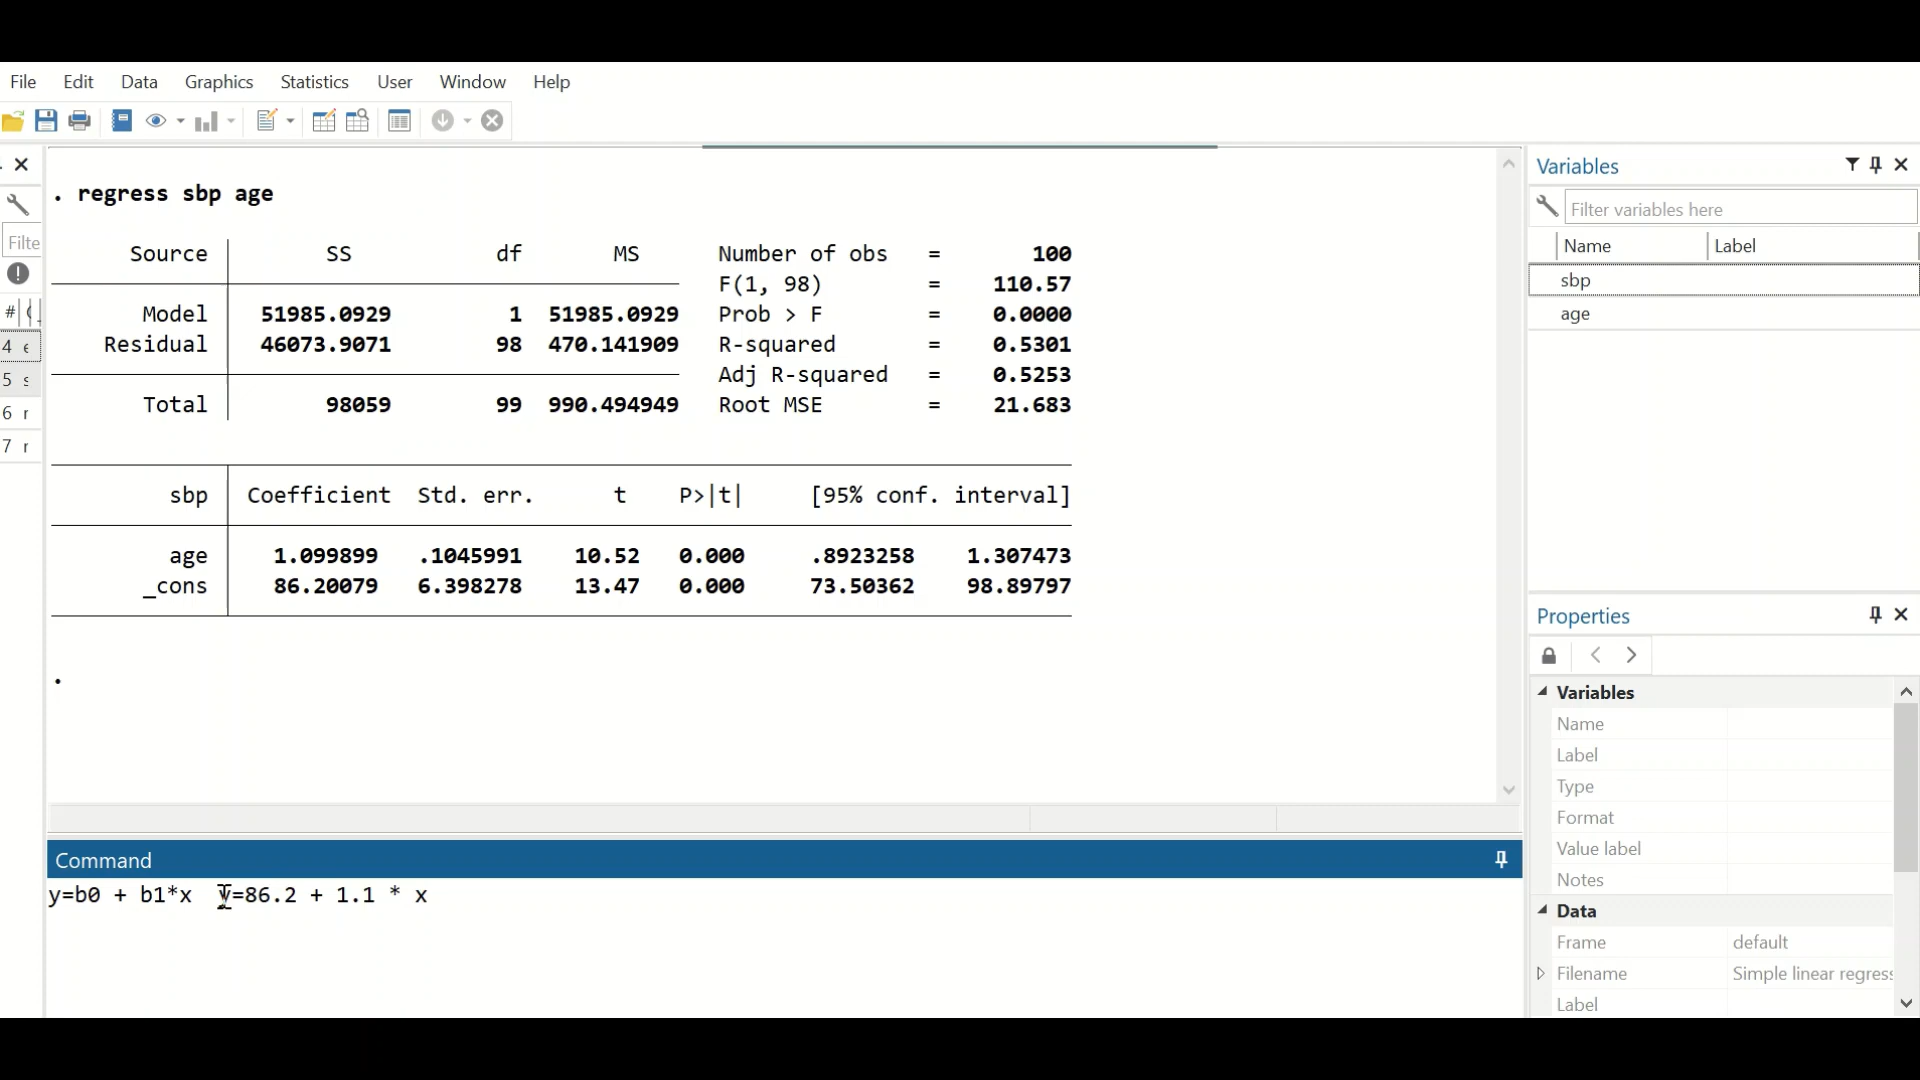 File Edit Data Graphics Statistics User Window Help
. regress sbp age
Source SS df MS Number of obs = 100
F(1, 98) = 110.57
Model 51985.0929 1 51985.0929 Prob > F = 0.0000
Residual 46073.9071 98 470.141909 R-squared = 0.5301
Adj R-squared = 0.5253
Total 98059 99 990.494949 Root MSE = 21.683
sbp Coefficient Std. err. t P>|t| [95% conf. interval]
age 1.099899 .1045991 10.52 0.000 .8923258 1.307473
_cons 86.20079 6.398278 13.47 0.000 73.50362 98.89797
.
Command
y=b0 + b1*x y=86.2 + 1.1 * x
Filte
#
4 e
5 s
6 r
7 r
Variables
Filter variables here
Name Label
sbp
age
Properties
Variables
Name
Label
Type
Format
Value label
Notes
Data
Frame default
Filename Simple linear regress
Label